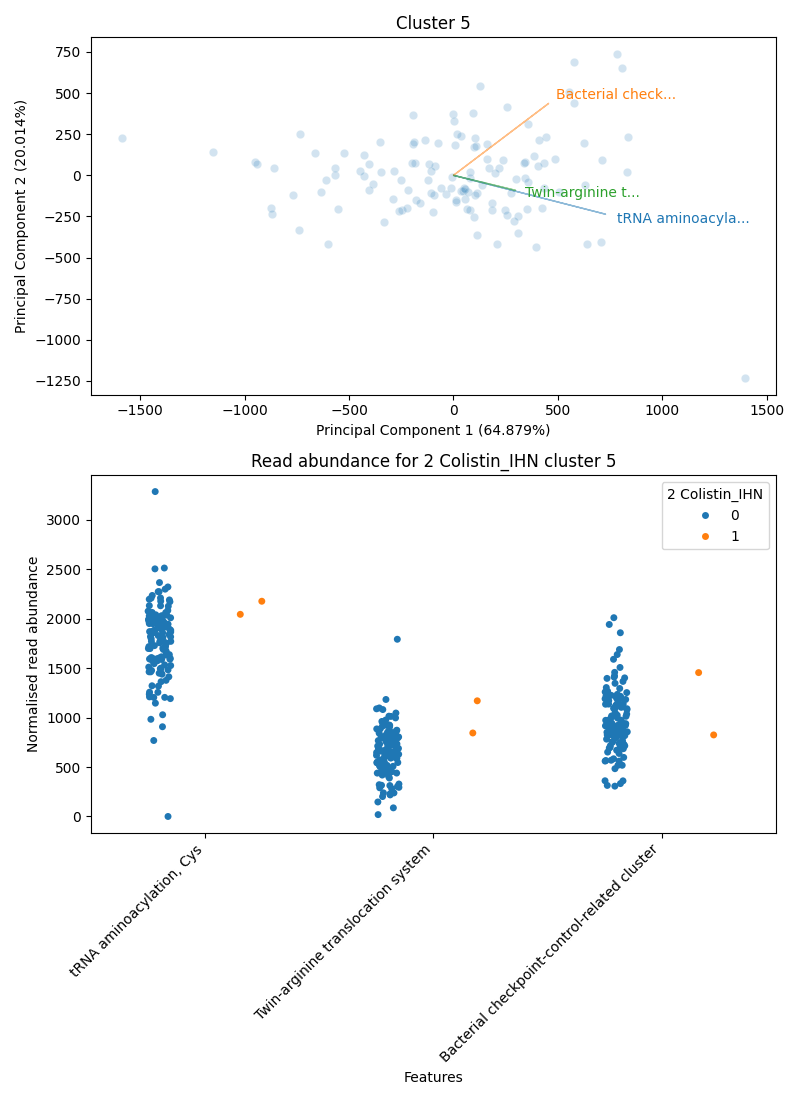 Cluster 5
750
500
250
0
−250
−500
−750
−1000
−1250
Principal Component 2 (20.014%)
Bacterial check...
Twin-arginine t...
tRNA aminoacyla...
−1500
−1000
−500
0
500
1000
1500
Principal Component 1 (64.879%)
Read abundance for 2 Colistin_IHN cluster 5
3000
2500
2000
1500
1000
500
0
Normalised read abundance
2 Colistin_IHN
0
1
tRNA aminoacylation, Cys
Twin-arginine translocation system
Bacterial checkpoint-control-related cluster
Features